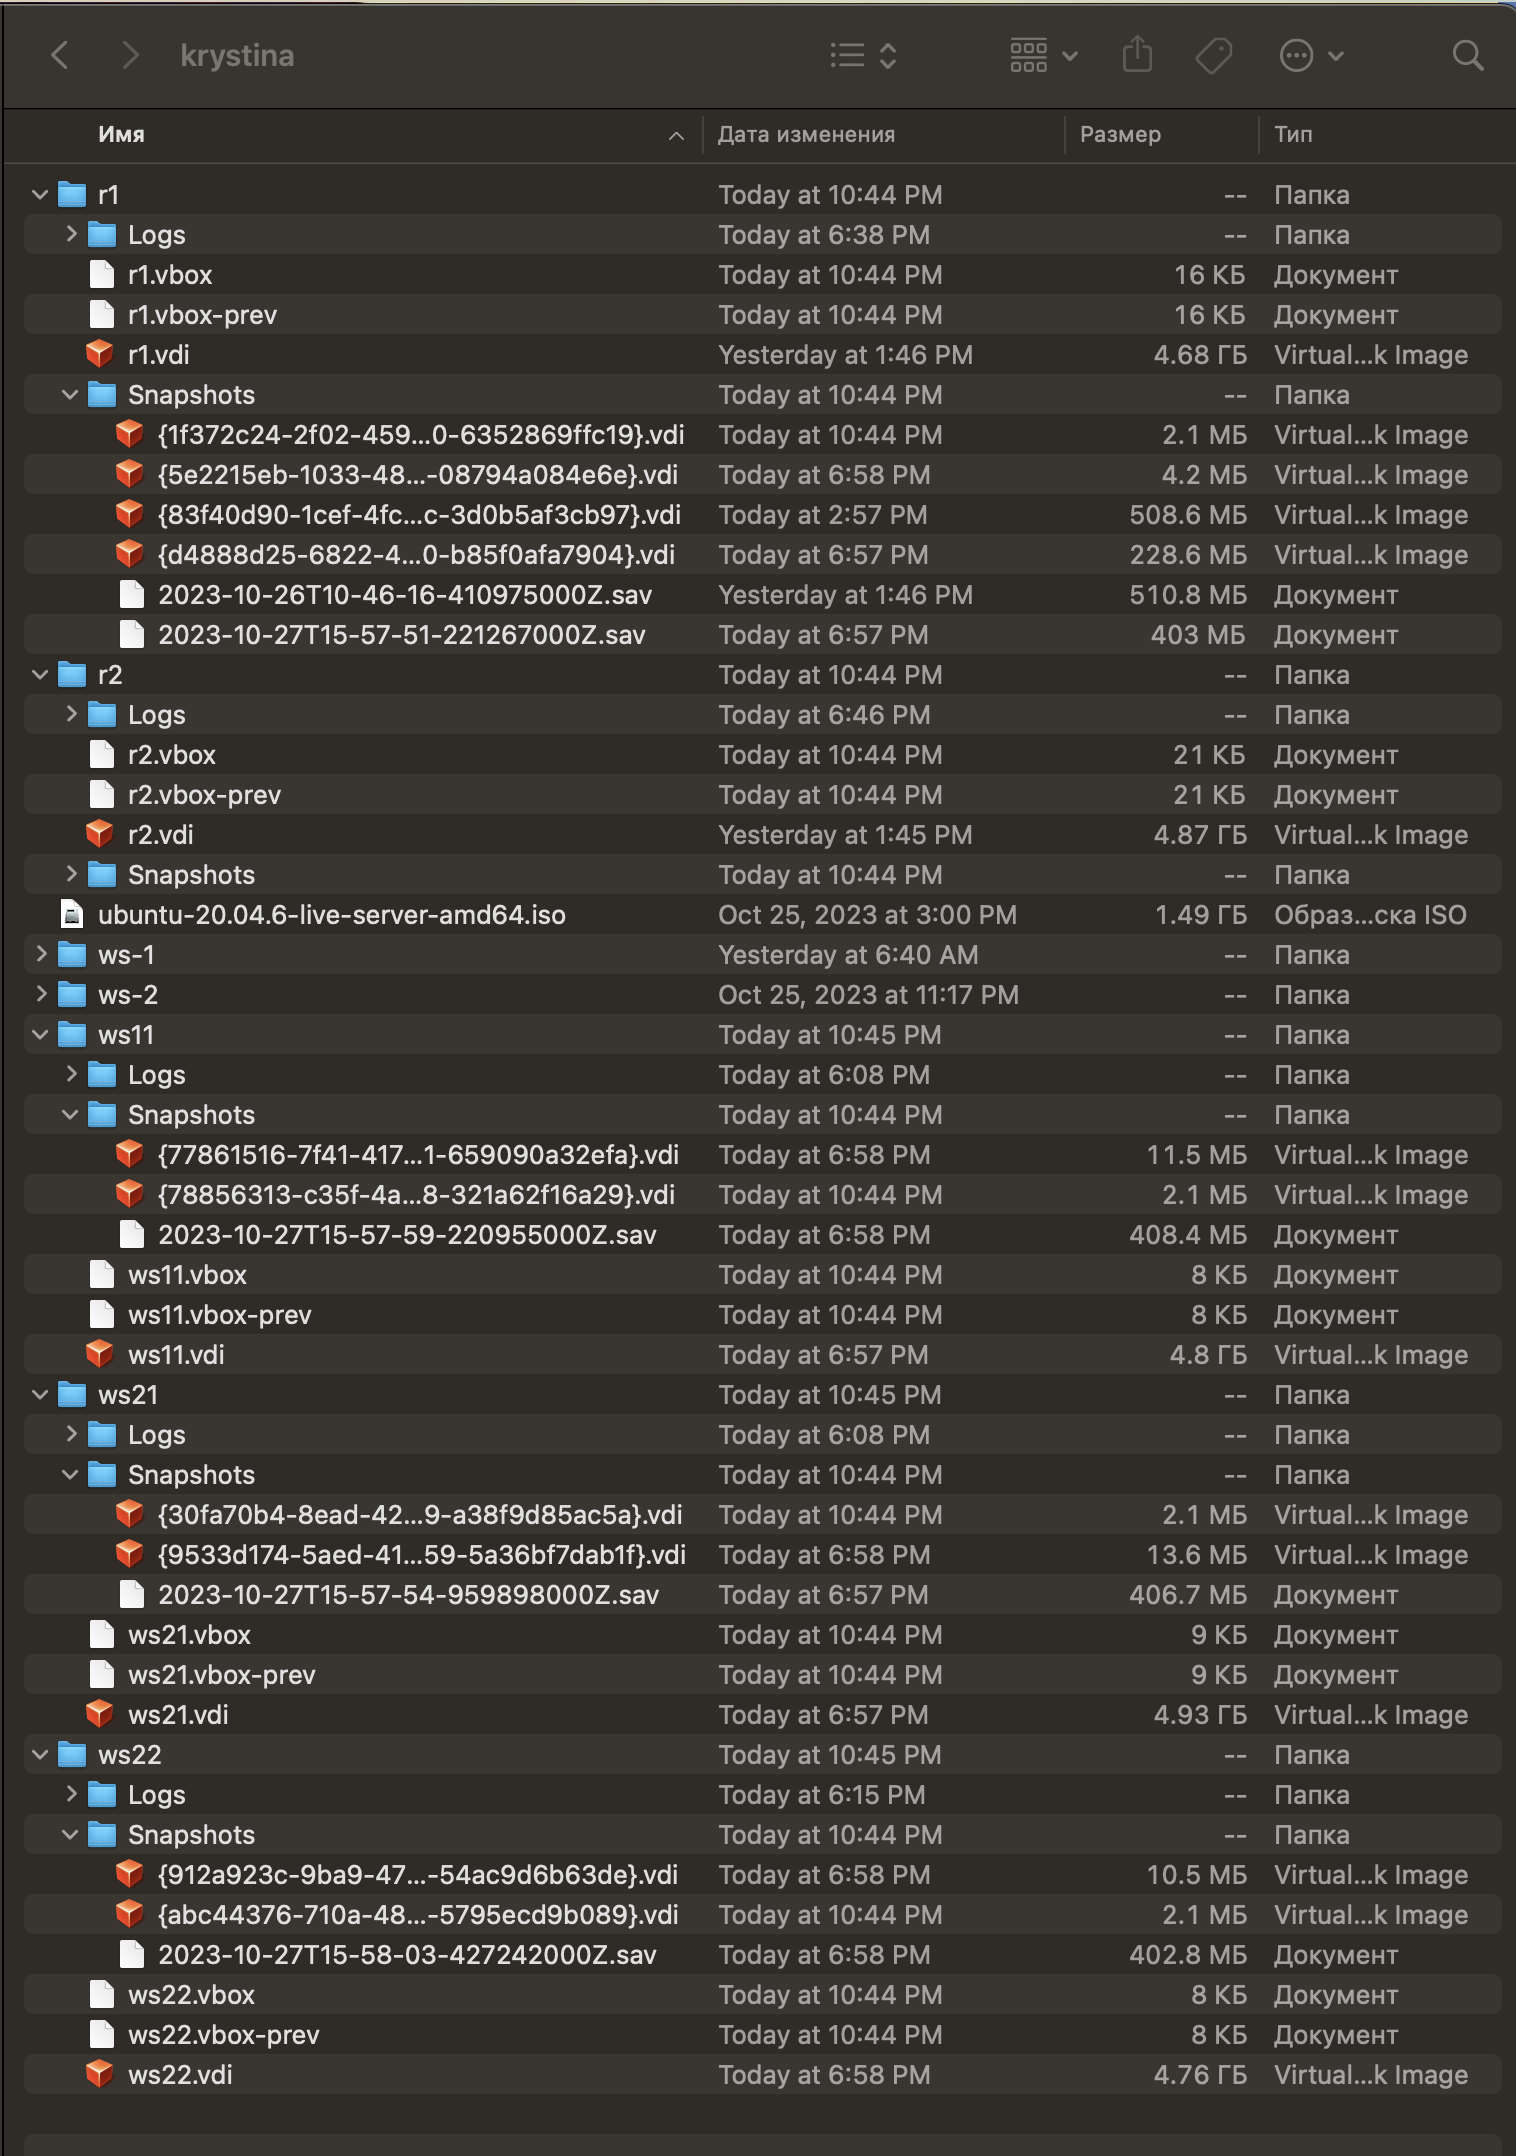 krystina
Имя Дата изменения Размер Тип
r1 Today at 10:44 PM -- Папка
Logs Today at 6:38 PM -- Папка
r1.vbox Today at 10:44 PM 16 КБ Документ
r1.vbox-prev Today at 10:44 PM 16 КБ Документ
r1.vdi Yesterday at 1:46 PM 4.68 ГБ Virtual...k Image
Snapshots Today at 10:44 PM -- Папка
{1f372c24-2f02-459...0-6352869ffc19}.vdi Today at 10:44 PM 2.1 МБ Virtual...k Image
{5e2215eb-1033-48...-08794a084e6e}.vdi Today at 6:58 PM 4.2 МБ Virtual...k Image
{83f40d90-1cef-4fc...c-3d0b5af3cb97}.vdi Today at 2:57 PM 508.6 МБ Virtual...k Image
{d4888d25-6822-4...0-b85f0afa7904}.vdi Today at 6:57 PM 228.6 МБ Virtual...k Image
2023-10-26T10-46-16-410975000Z.sav Yesterday at 1:46 PM 510.8 МБ Документ
2023-10-27T15-57-51-221267000Z.sav Today at 6:57 PM 403 МБ Документ
r2 Today at 10:44 PM -- Папка
Logs Today at 6:46 PM -- Папка
r2.vbox Today at 10:44 PM 21 КБ Документ
r2.vbox-prev Today at 10:44 PM 21 КБ Документ
r2.vdi Yesterday at 1:45 PM 4.87 ГБ Virtual...k Image
Snapshots Today at 10:44 PM -- Папка
ubuntu-20.04.6-live-server-amd64.iso Oct 25, 2023 at 3:00 PM 1.49 ГБ Образ...ска ISO
ws-1 Yesterday at 6:40 AM -- Папка
ws-2 Oct 25, 2023 at 11:17 PM -- Папка
ws11 Today at 10:45 PM -- Папка
Logs Today at 6:08 PM -- Папка
Snapshots Today at 10:44 PM -- Папка
{77861516-7f41-417...1-659090a32efa}.vdi Today at 6:58 PM 11.5 МБ Virtual...k Image
{78856313-c35f-4a...8-321a62f16a29}.vdi Today at 10:44 PM 2.1 МБ Virtual...k Image
2023-10-27T15-57-59-220955000Z.sav Today at 6:58 PM 408.4 МБ Документ
ws11.vbox Today at 10:44 PM 8 КБ Документ
ws11.vbox-prev Today at 10:44 PM 8 КБ Документ
ws11.vdi Today at 6:57 PM 4.8 ГБ Virtual...k Image
ws21 Today at 10:45 PM -- Папка
Logs Today at 6:08 PM -- Папка
Snapshots Today at 10:44 PM -- Папка
{30fa70b4-8ead-42...9-a38f9d85ac5a}.vdi Today at 10:44 PM 2.1 МБ Virtual...k Image
{9533d174-5aed-41...59-5a36bf7dab1f}.vdi Today at 6:58 PM 13.6 МБ Virtual...k Image
2023-10-27T15-57-54-959898000Z.sav Today at 6:57 PM 406.7 МБ Документ
ws21.vbox Today at 10:44 PM 9 КБ Документ
ws21.vbox-prev Today at 10:44 PM 9 КБ Документ
ws21.vdi Today at 6:57 PM 4.93 ГБ Virtual...k Image
ws22 Today at 10:45 PM -- Папка
Logs Today at 6:15 PM -- Папка
Snapshots Today at 10:44 PM -- Папка
{912a923c-9ba9-47...-54ac9d6b63de}.vdi Today at 6:58 PM 10.5 МБ Virtual...k Image
{abc44376-710a-48...-5795ecd9b089}.vdi Today at 10:44 PM 2.1 МБ Virtual...k Image
2023-10-27T15-58-03-427242000Z.sav Today at 6:58 PM 402.8 МБ Документ
ws22.vbox Today at 10:44 PM 8 КБ Документ
ws22.vbox-prev Today at 10:44 PM 8 КБ Документ
ws22.vdi Today at 6:58 PM 4.76 ГБ Virtual...k Image